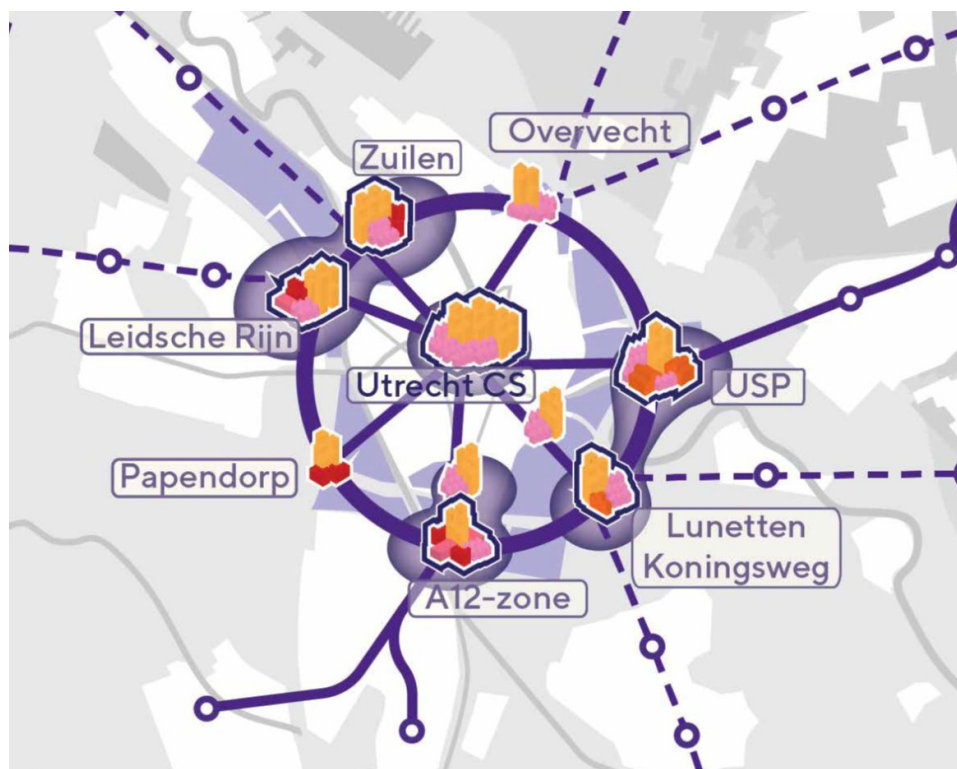 Overvecht
Zuilen
Leidsche Rijn
Utrecht CS
USP
Papendorp
Lunetten
Koningsweg
A12-zone